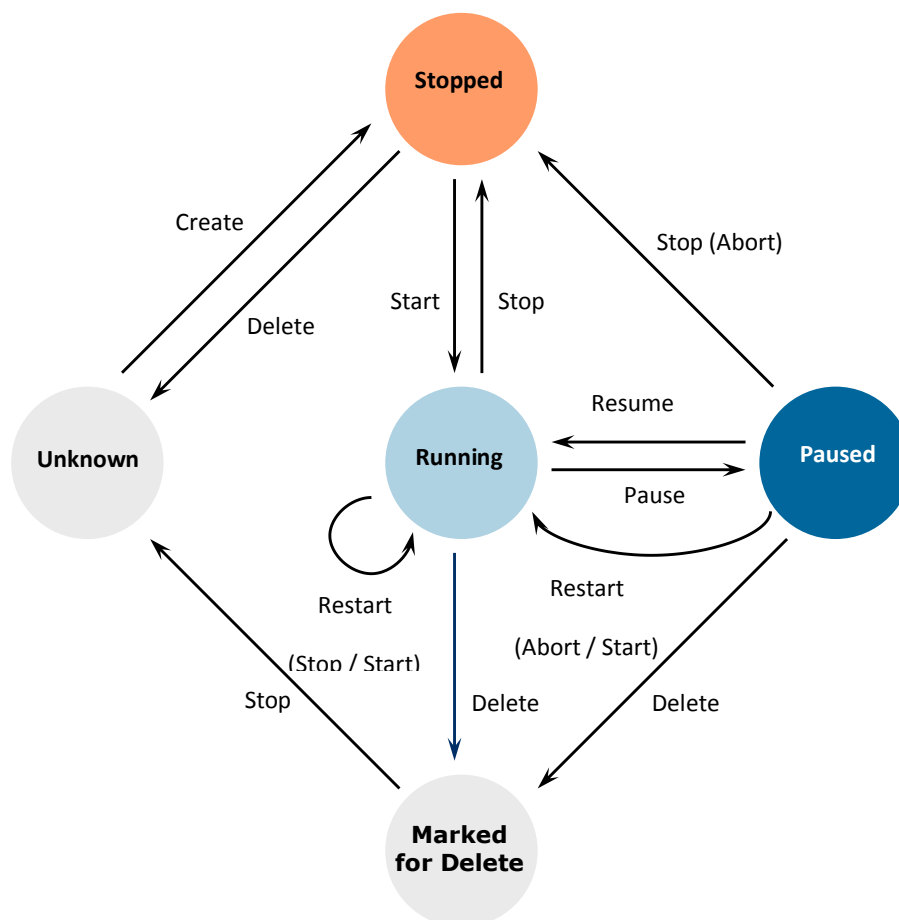 Stopped
Create
Stop (Abort)
Delete
Start
Stop
Resume
Unknown
Running
Paused
Pause
Restart
(Stop / Start)
Restart
(Abort / Start)
Stop
Delete
Delete
Marked
for Delete